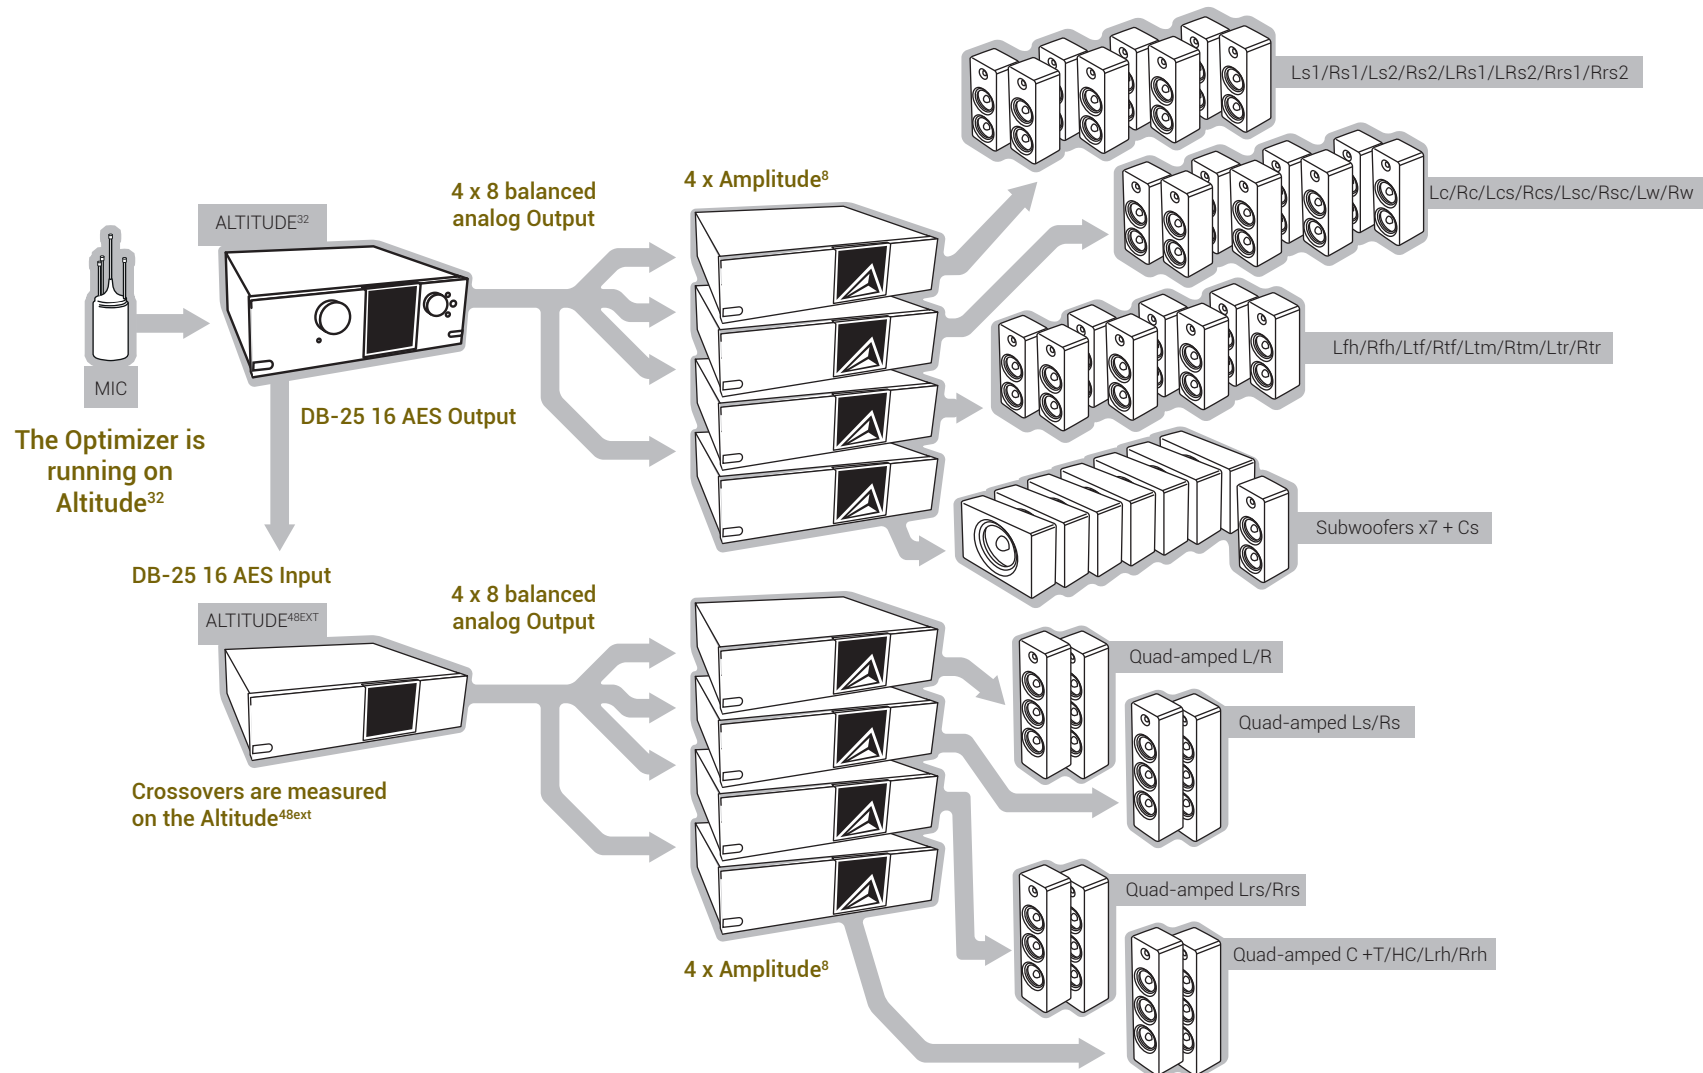 Ls1/Rs1/Ls2/Rs2/LRs1/LRs2/Rrs1/Rrs2
4 x Amplitude⁸
4 x 8 balanced
analog Output
Lc/Rc/Lcs/Rcs/Lsc/Rsc/Lw/Rw
ALTITUDE³²
Lfh/Rfh/Ltf/Rtf/Ltm/Rtm/Ltr/Rtr
MIC
DB-25 16 AES Output
The Optimizer is
running on
Altitude³²
Subwoofers x7 + Cs
DB-25 16 AES Input
4 x 8 balanced
analog Output
ALTITUDE⁴⁸ᴱˣᵀ
Quad-amped L/R
Quad-amped Ls/Rs
Crossovers are measured
on the Altitude⁴⁸ᵉˣᵗ
Quad-amped Lrs/Rrs
4 x Amplitude⁸
Quad-amped C +T/HC/Lrh/Rrh